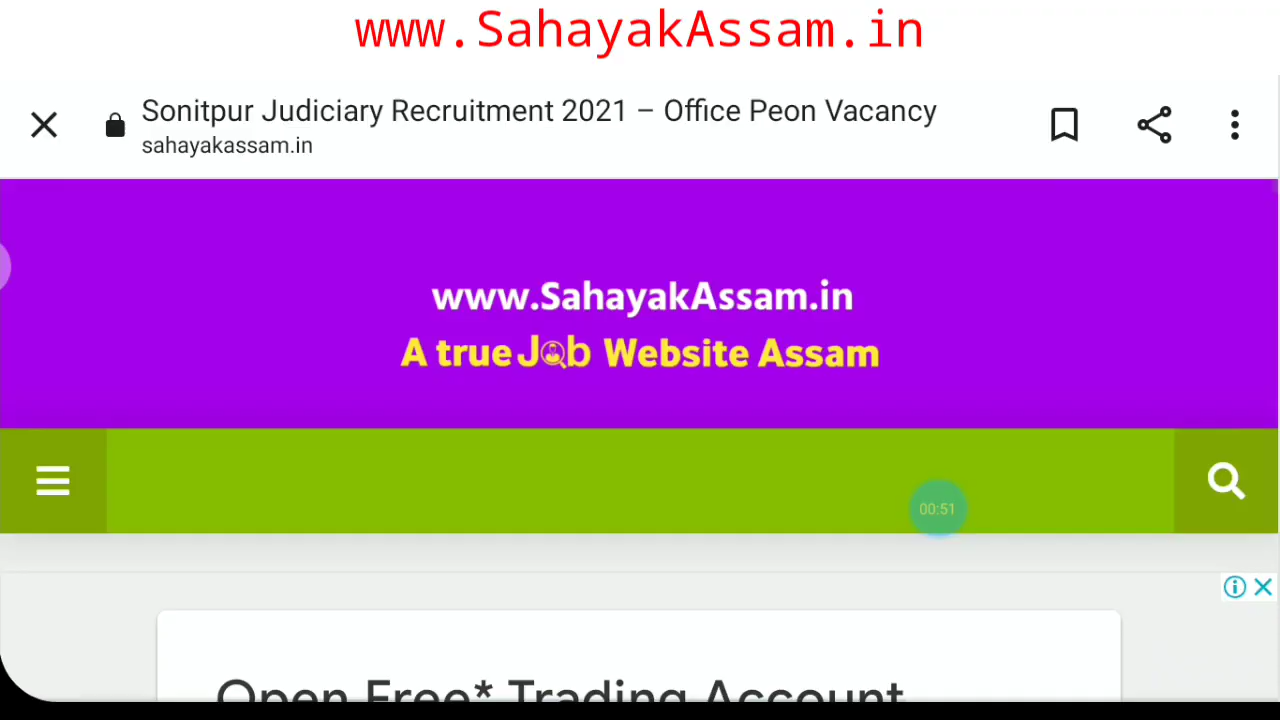 www.SahayakAssam.in
Sonitpur Judiciary Recruitment 2021 – Office Peon Vacancy
sahayakassam.in
www.SahayakAssam.in
A true Job Website Assam
00:51
Open Free* Trading Account